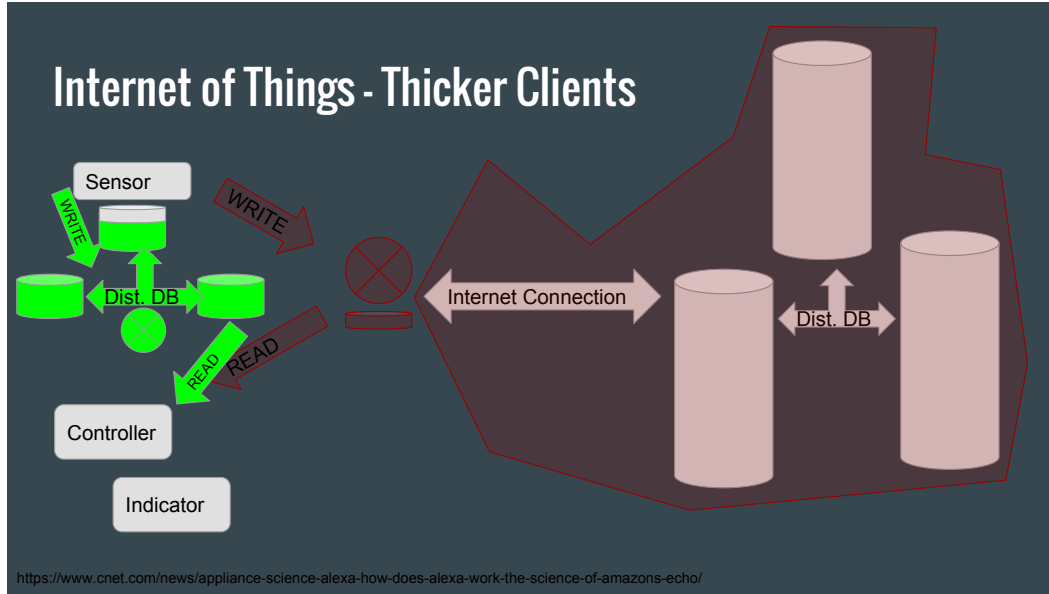 Internet of Things - Thicker Clients
Sensor
WRITE
WRITE
Dist. DB
Internet Connection
Dist. DB
READ
READ
Controller
Indicator
https://www.cnet.com/news/appliance-science-alexa-how-does-alexa-work-the-science-of-amazons-echo/